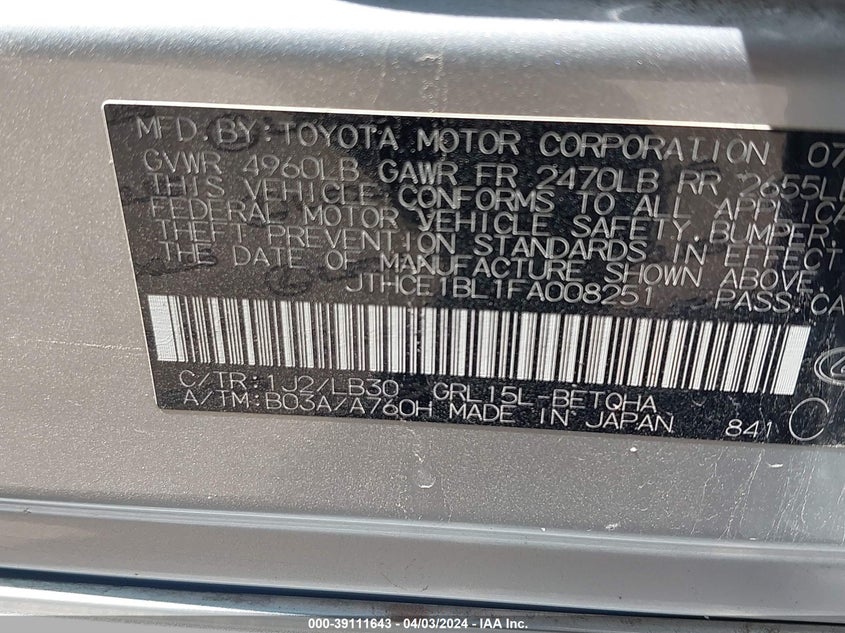 MFD. BY: TOYOTA MOTOR CORPORATION 07
GVWR 4960LB GAWR FR 2470LB RR 2655LB
THIS VEHICLE CONFORMS TO ALL APPLICA
FEDERAL MOTOR VEHICLE SAFETY, BUMPER,
THEFT PREVENTION STANDARDS IN EFFECT
THE DATE OF MANUFACTURE SHOWN ABOVE.
JTHCE1BL1FA008251 PASS. CA
C/TR: 1J2/LB30 GRL15L-BETQHA
A/TM: B03A/A760H MADE IN JAPAN 841
000-39111643 - 04/03/2024 - IAA Inc.